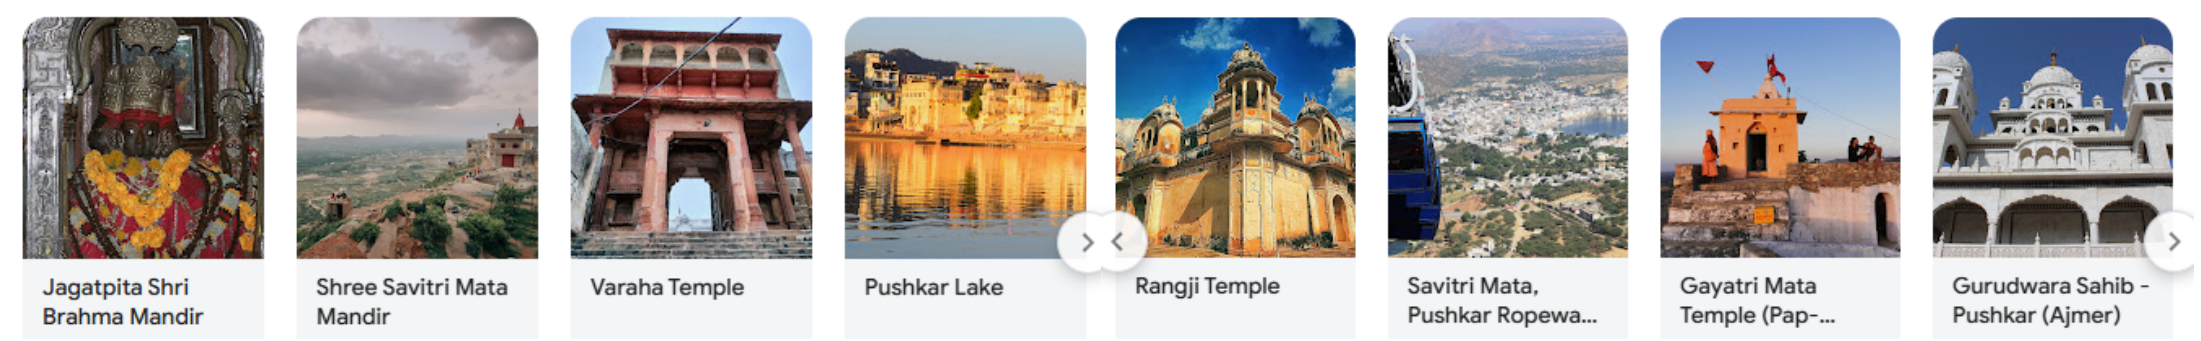 Jagatpita Shri
Brahma Mandir
Shree Savitri Mata
Mandir
Varaha Temple
Pushkar Lake
Rangji Temple
Savitri Mata,
Pushkar Ropewa...
Gayatri Mata
Temple (Pap-...
Gurudwara Sahib -
Pushkar (Ajmer)